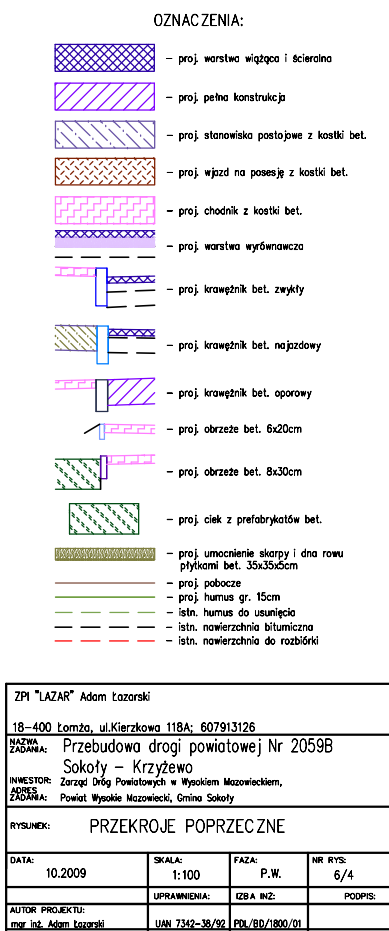 OZNACZENIA:
- proj. warstwa wiążąca i ścieralna
- proj. pełna konstrukcja
- proj. stanowiska postojowe z kostki bet.
- proj. wjazd na posesję z kostki bet.
- proj. chodnik z kostki bet.
- proj. warstwa wyrównawcza
- proj. krawężnik bet. zwykły
- proj. krawężnik bet. najazdowy
- proj. krawężnik bet. oporowy
- proj. obrzeże bet. 6x20cm
- proj. obrzeże bet. 8x30cm
- proj. ciek z prefabrykatów bet.
- proj. umocnienie skarpy i dna rowu
płytkami bet. 35x35x5cm
- proj. pobocze
- proj. humus gr. 15cm
- istn. humus do usunięcia
- istn. nawierzchnia bitumiczna
- istn. nawierzchnia do rozbiórki
ZPI "LAZAR" Adam Łazarski
18-400 Łomża, ul.Kierzkowa 118A; 607913126
NAZWA ZADANIA: Przebudowa drogi powiatowej Nr 2059B
Sokoły - Krzyżewo
INWESTOR: Zarząd Dróg Powiatowych w Wysokiem Mazowieckiem,
ADRES ZADANIA: Powiat Wysokie Mazowiecki, Gmina Sokoły
RYSUNEK: PRZEKROJE POPRZECZNE
DATA: SKALA: FAZA: NR RYS:
10.2009 1:100 P.W. 6/4
UPRAWNIENIA: IZBA INŻ: PODPIS:
AUTOR PROJEKTU:
mgr inż. Adam Łazarski UAN 7342-38/92 PDL/BD/1800/01